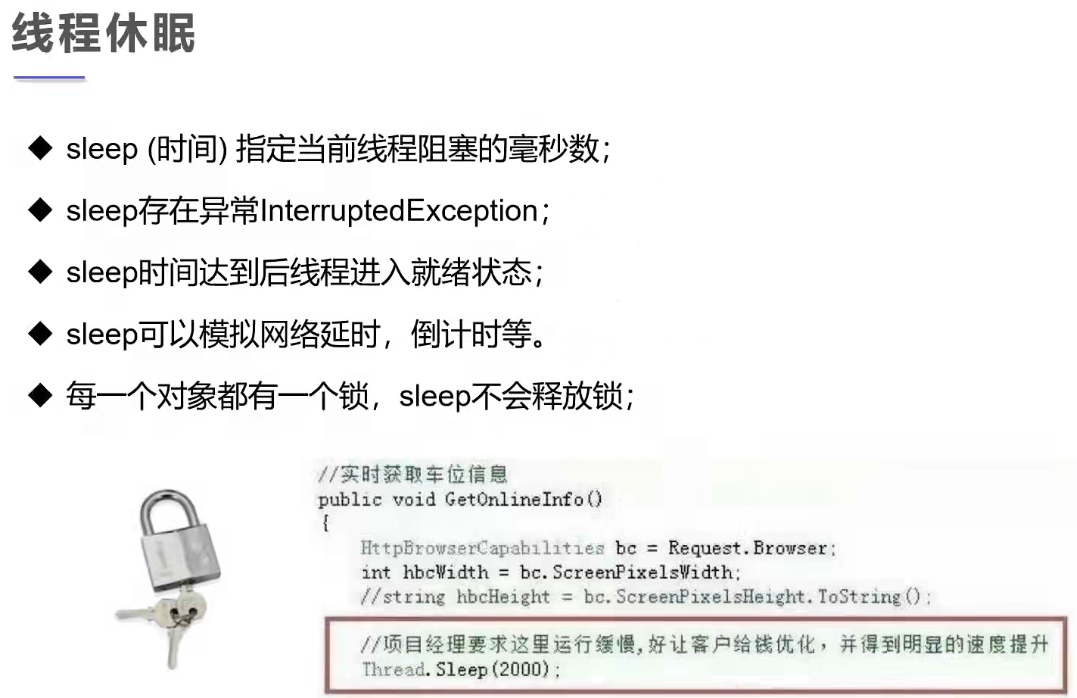 线程休眠
◆ sleep (时间) 指定当前线程阻塞的毫秒数；
◆ sleep存在异常InterruptedException；
◆ sleep时间达到后线程进入就绪状态；
◆ sleep可以模拟网络延时，倒计时等。
◆ 每一个对象都有一个锁，sleep不会释放锁；
//实时获取车位信息
public void GetOnlineInfo()
{
HttpBrowserCapabilities bc = Request.Browser;
int hbcWidth = bc.ScreenPixelsWidth;
//string hbcHeight = bc.ScreenPixelsHeight.ToString();
//项目经理要求这里运行缓慢,好让客户给钱优化，并得到明显的速度提升
Thread.Sleep(2000);